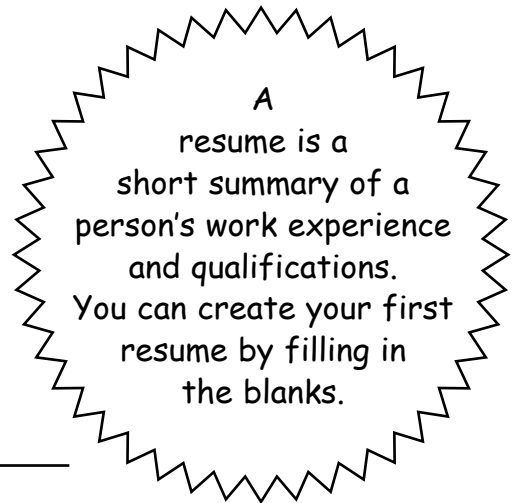 A
resume is a
short summary of a
person's work experience
and qualifications.
You can create your first
resume by filling in
the blanks.